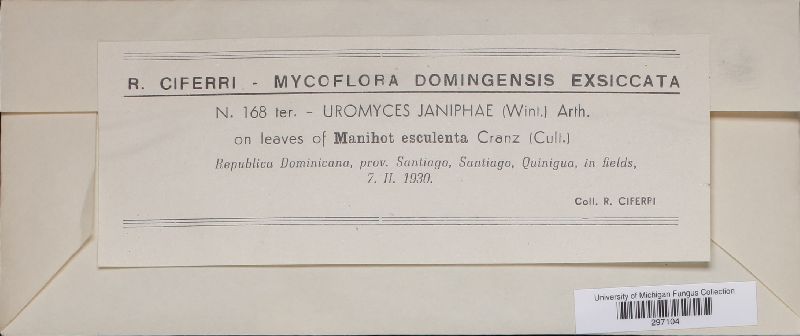 R. CIFERRI - MYCOFLORA DOMINGENSIS EXSICCATA
N. 168 ter. - UROMYCES JANIPHAE (Wint.) Arth.
on leaves of Manihot esculenta Cranz (Cult.)
Republica Dominicana, prov. Santiago, Santiago, Quinigua, in fields,
7. II. 1930.
Coll. R. CIFERRI
University of Michigan Fungus Collection
297104